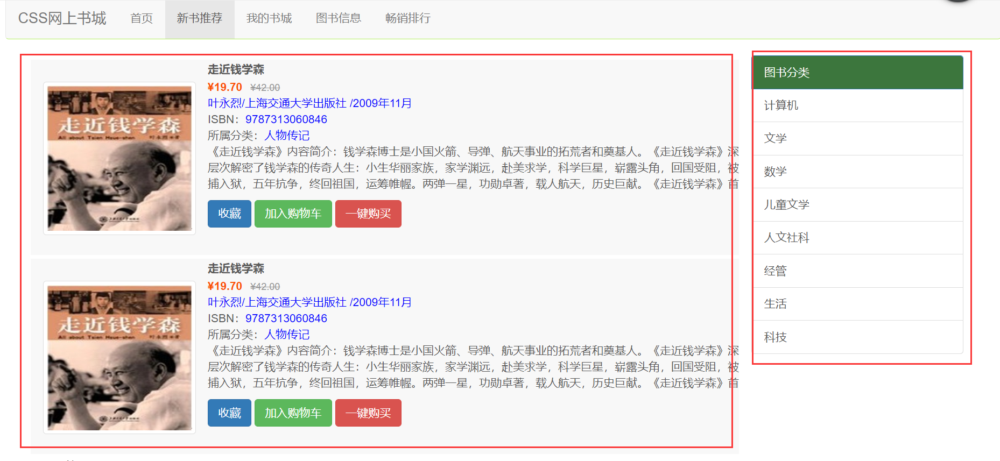 CSS网上书城 首页 新书推荐 我的书城 图书信息 畅销排行
走近钱学森
¥19.70 ¥42.00
叶永烈/上海交通大学出版社 /2009年11月
ISBN：9787313060846
所属分类：人物传记
《走近钱学森》内容简介：钱学森博士是小国火箭、导弹、航天事业的拓荒者和奠基人。《走近钱学森》深
层次解密了钱学森的传奇人生：小生华丽家族，家学渊远，赴美求学，科学巨星，崭露头角，回国受阻，被
捕入狱，五年抗争，终回祖国，运筹帷幄。两弹一星，功勋卓著，载人航天，历史巨献。《走近钱学森》首
收藏 加入购物车 一键购买
走近钱学森
All about Tsien Hsue-shen 叶永烈 著
走近钱学森
¥19.70 ¥42.00
叶永烈/上海交通大学出版社 /2009年11月
ISBN：9787313060846
所属分类：人物传记
《走近钱学森》内容简介：钱学森博士是小国火箭、导弹、航天事业的拓荒者和奠基人。《走近钱学森》深
层次解密了钱学森的传奇人生：小生华丽家族，家学渊远，赴美求学，科学巨星，崭露头角，回国受阻，被
捕入狱，五年抗争，终回祖国，运筹帷幄。两弹一星，功勋卓著，载人航天，历史巨献。《走近钱学森》首
收藏 加入购物车 一键购买
走近钱学森
All about Tsien Hsue-shen 叶永烈 著
图书分类
计算机
文学
数学
儿童文学
人文社科
经管
生活
科技